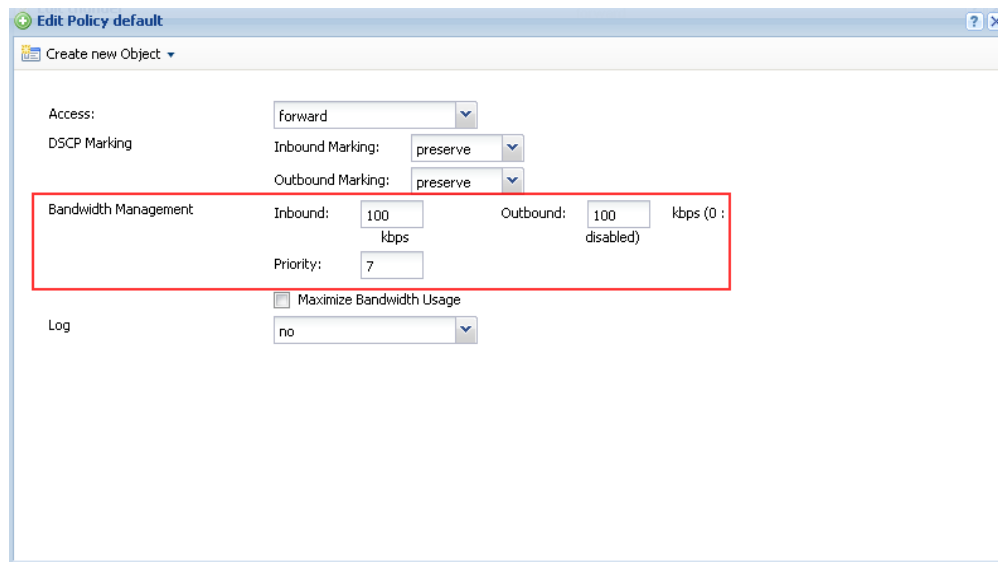 Edit Policy default
Create new Object
Access: forward
DSCP Marking Inbound Marking: preserve
Outbound Marking: preserve
Bandwidth Management Inbound: 100 Outbound: 100 kbps (0 :
kbps disabled)
Priority: 7
Maximize Bandwidth Usage
Log no